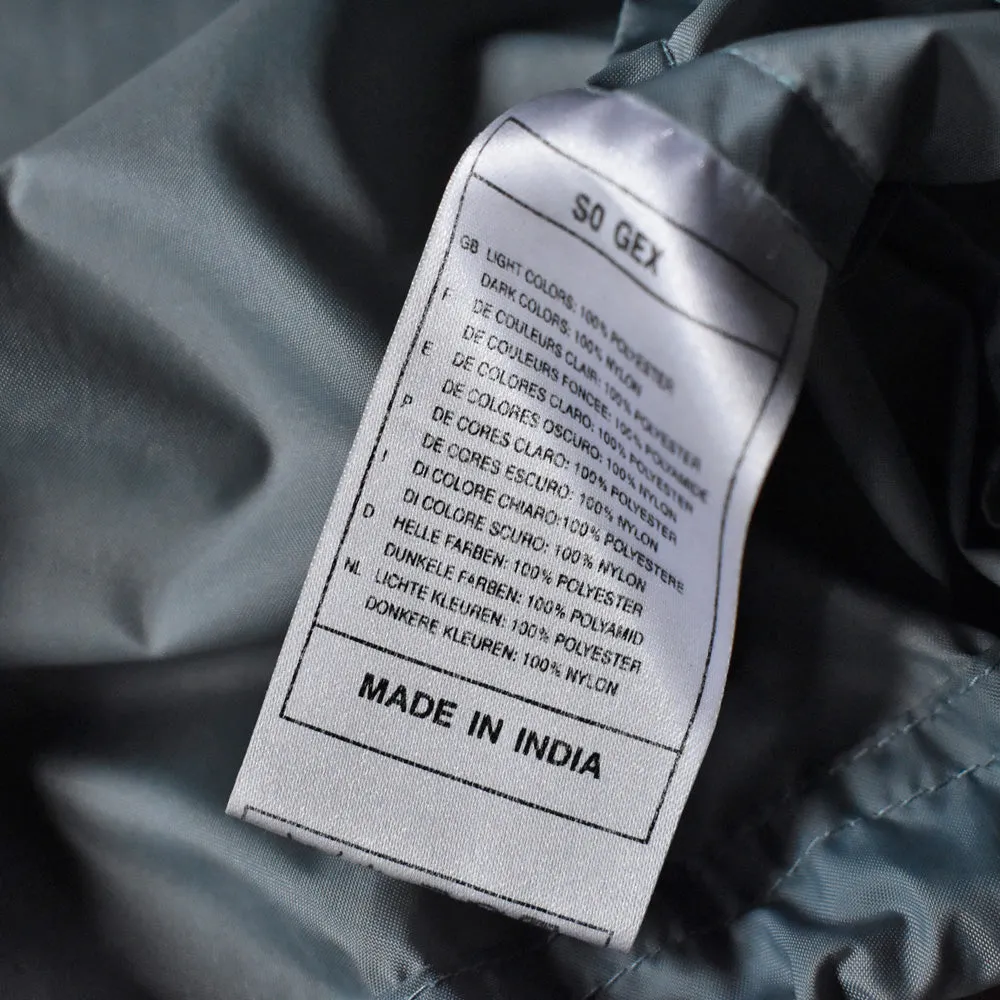 SO GEX
GB LIGHT COLORS: 100% POLYESTER
DARK COLORS: 100% NYLON
F DE COULEURS CLAIR: 100% POLYESTER
DE COULEURS FONCEE: 100% POLYAMIDE
E DE COLORES CLARO: 100% POLYESTER
DE COLORES OSCURO: 100% NYLON
P DE CORES CLARO: 100% POLYESTER
DE CORES ESCURO: 100% NYLON
I DI COLORE CHIARO: 100% POLYESTERE
DI COLORE SCURO: 100% NYLON
D HELLE FARBEN: 100% POLYESTER
DUNKELE FARBEN: 100% POLYAMID
NL LICHTE KLEUREN: 100% POLYESTER
DONKERE KLEUREN: 100% NYLON
MADE IN INDIA